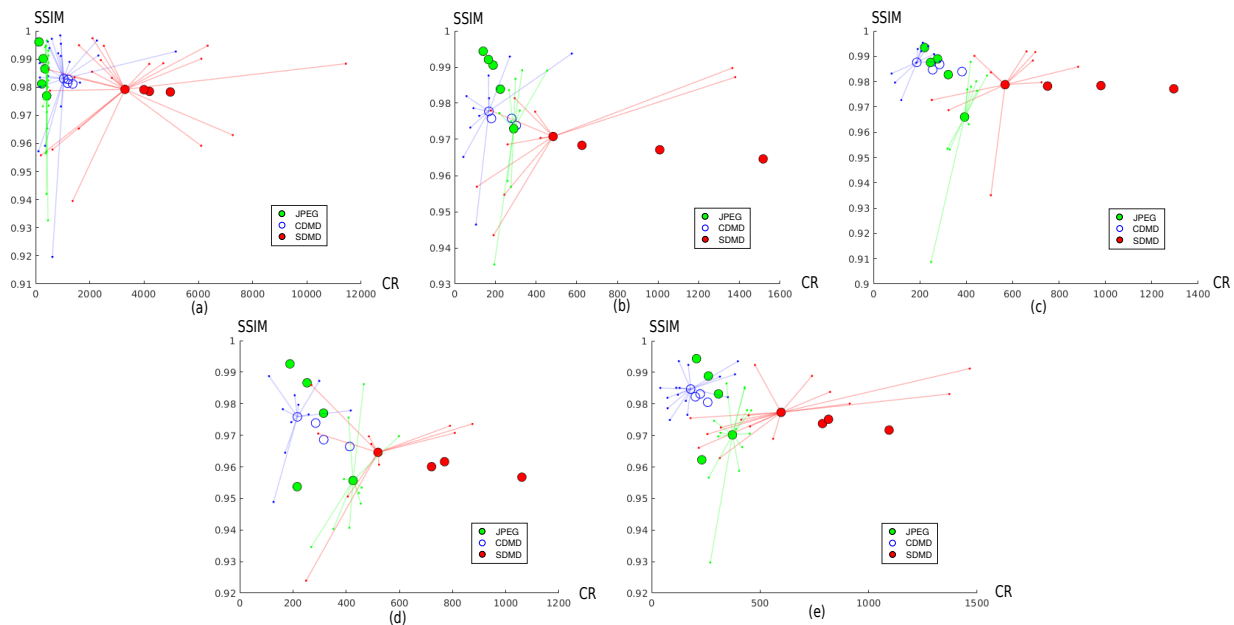 SSIM
1
0.99
0.98
0.97
0.96
0.95
0.94
0.93
0.92
0.91
0 2000 4000 6000 8000 10000 12000
CR
(a)
JPEG
CDMD
SDMD
SSIM
1
0.99
0.98
0.97
0.96
0.95
0.94
0.93
0 200 400 600 800 1000 1200 1400 1600
CR
(b)
JPEG
CDMD
SDMD
SSIM
1
0.99
0.98
0.97
0.96
0.95
0.94
0.93
0.92
0.91
0.9
0 200 400 600 800 1000 1200 1400
CR
(c)
JPEG
CDMD
SDMD
SSIM
1
0.99
0.98
0.97
0.96
0.95
0.94
0.93
0.92
0 200 400 600 800 1000 1200
CR
(d)
JPEG
CDMD
SDMD
SSIM
1
0.99
0.98
0.97
0.96
0.95
0.94
0.93
0.92
0 500 1000 1500
CR
(e)
JPEG
CDMD
SDMD